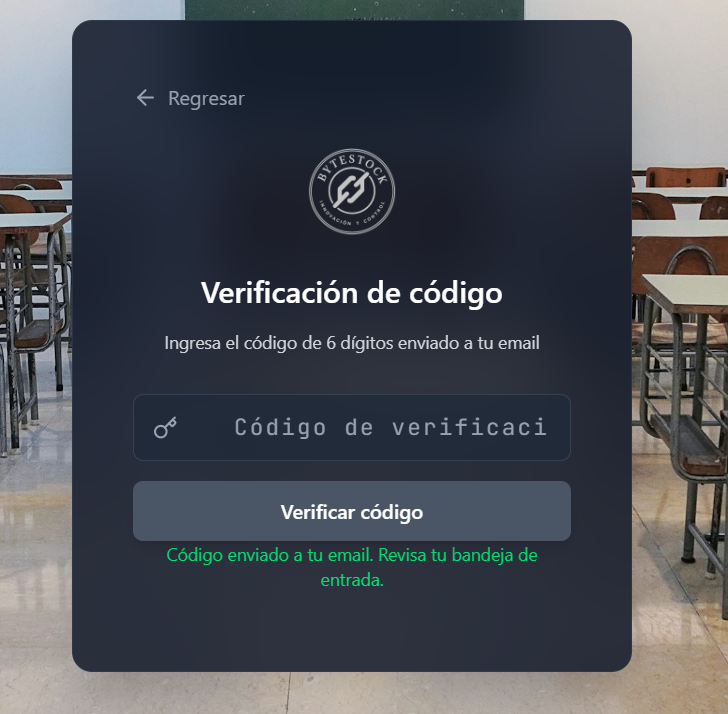 Regresar
BYTESTOCK
INNOVACIÓN Y CONTROL
Verificación de código
Ingresa el código de 6 dígitos enviado a tu email
Código de verificaci
Verificar código
Código enviado a tu email. Revisa tu bandeja de
entrada.